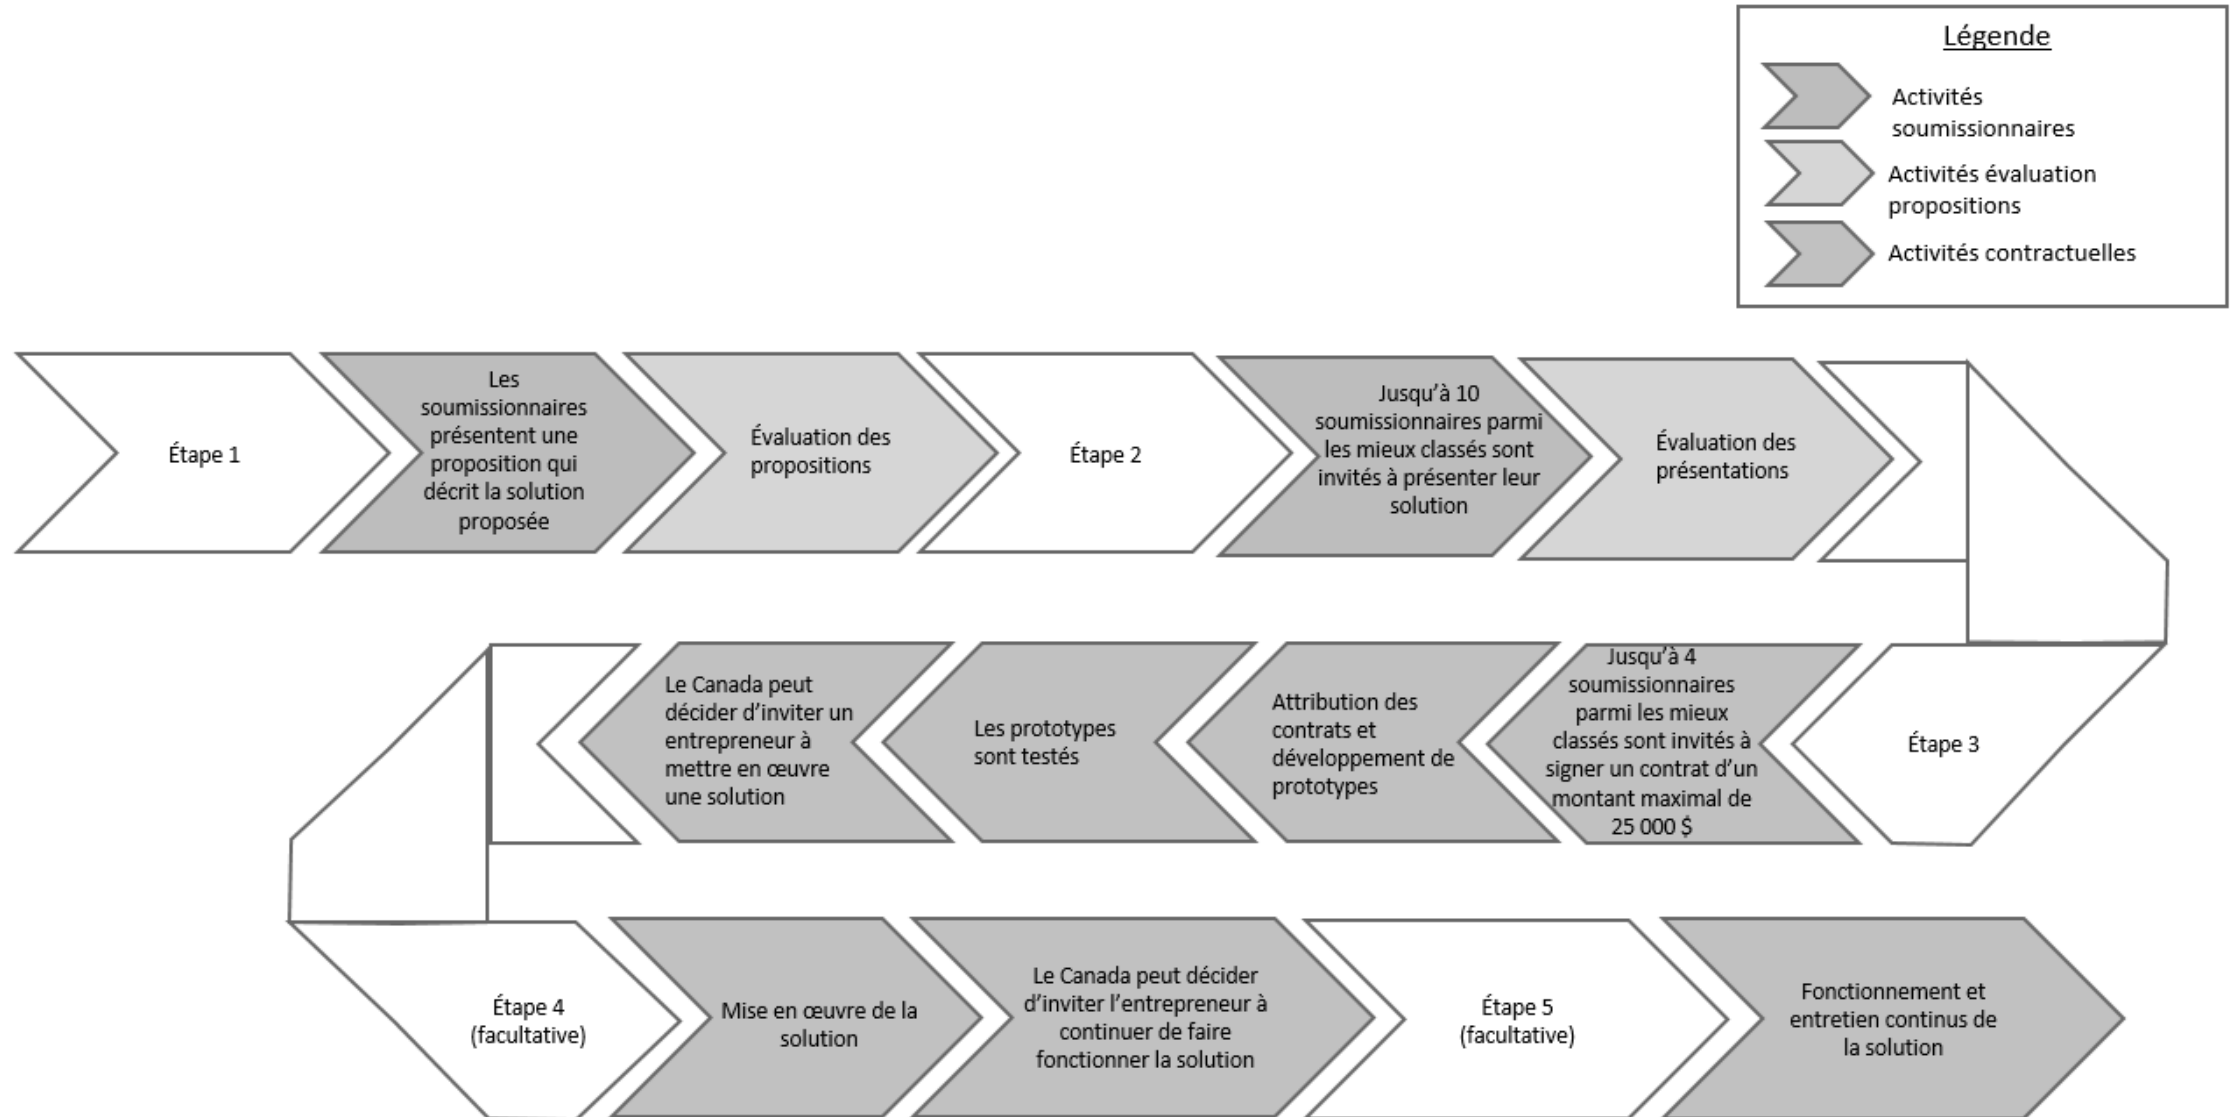 Légende
Activités
soumissionnaires
Activités évaluation
propositions
Activités contractuelles
Étape 1
Les
soumissionnaires
présentent une
proposition qui
décrit la solution
proposée
Évaluation des
propositions
Étape 2
Jusqu’à 10
soumissionnaires parmi
les mieux classés sont
invités à présenter leur
solution
Évaluation des
présentations
Étape 3
Jusqu’à 4
soumissionnaires
parmi les mieux
classés sont invités à
signer un contrat d’un
montant maximal de
25 000 $
Attribution des
contrats et
développement de
prototypes
Les prototypes
sont testés
Le Canada peut
décider d’inviter un
entrepreneur à
mettre en œuvre
une solution
Étape 4
(facultative)
Mise en œuvre de la
solution
Le Canada peut décider
d’inviter l’entrepreneur à
continuer de faire
fonctionner la solution
Étape 5
(facultative)
Fonctionnement et
entretien continus de
la solution